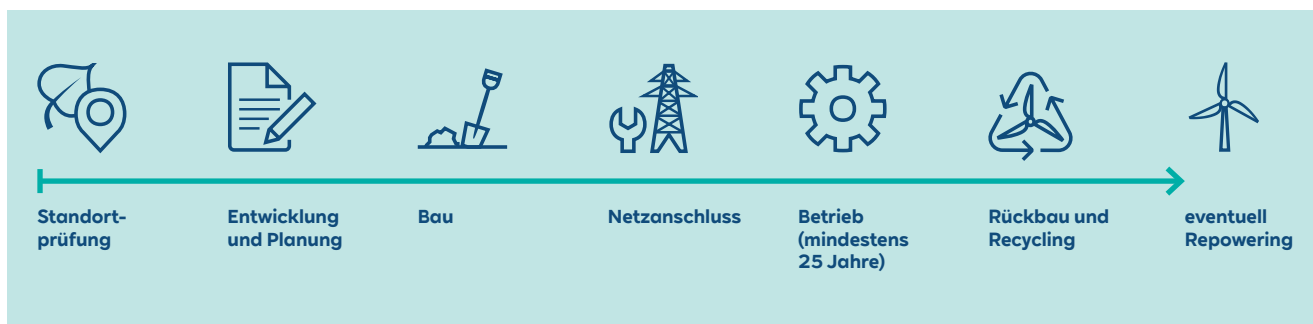 Standort-
prüfung
Entwicklung
und Planung
Bau
Netzanschluss
Betrieb
(mindestens
25 Jahre)
Rückbau und
Recycling
eventuell
Repowering